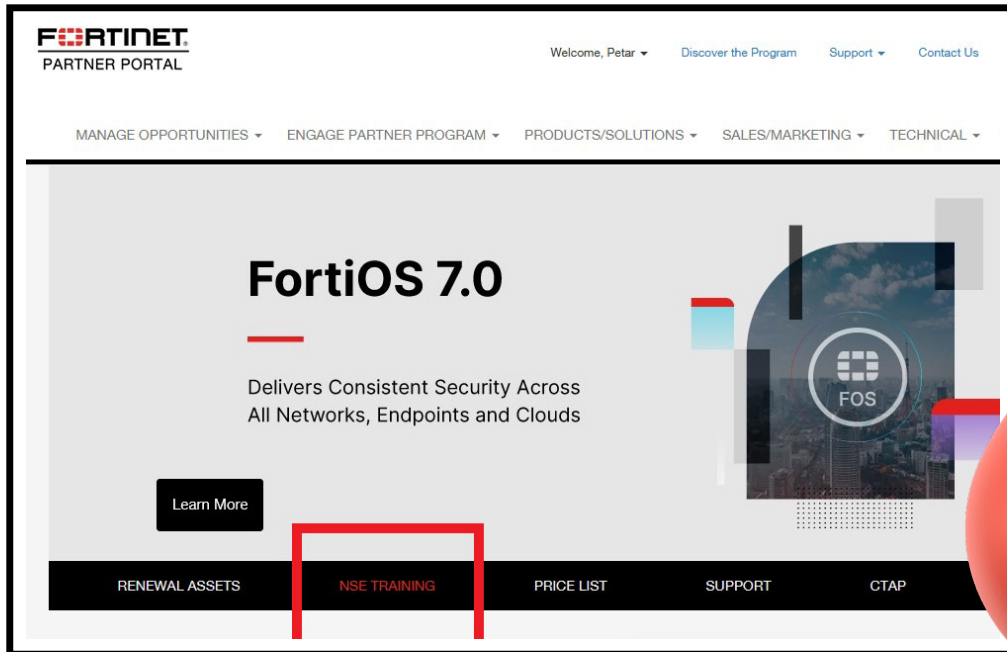 FORTINET
PARTNER PORTAL
Welcome, Petar
Discover the Program
Support
Contact Us
MANAGE OPPORTUNITIES
ENGAGE PARTNER PROGRAM
PRODUCTS/SOLUTIONS
SALES/MARKETING
TECHNICAL
FortiOS 7.0
Delivers Consistent Security Across
All Networks, Endpoints and Clouds
FOS
Learn More
RENEWAL ASSETS
NSE TRAINING
PRICE LIST
SUPPORT
CTAP